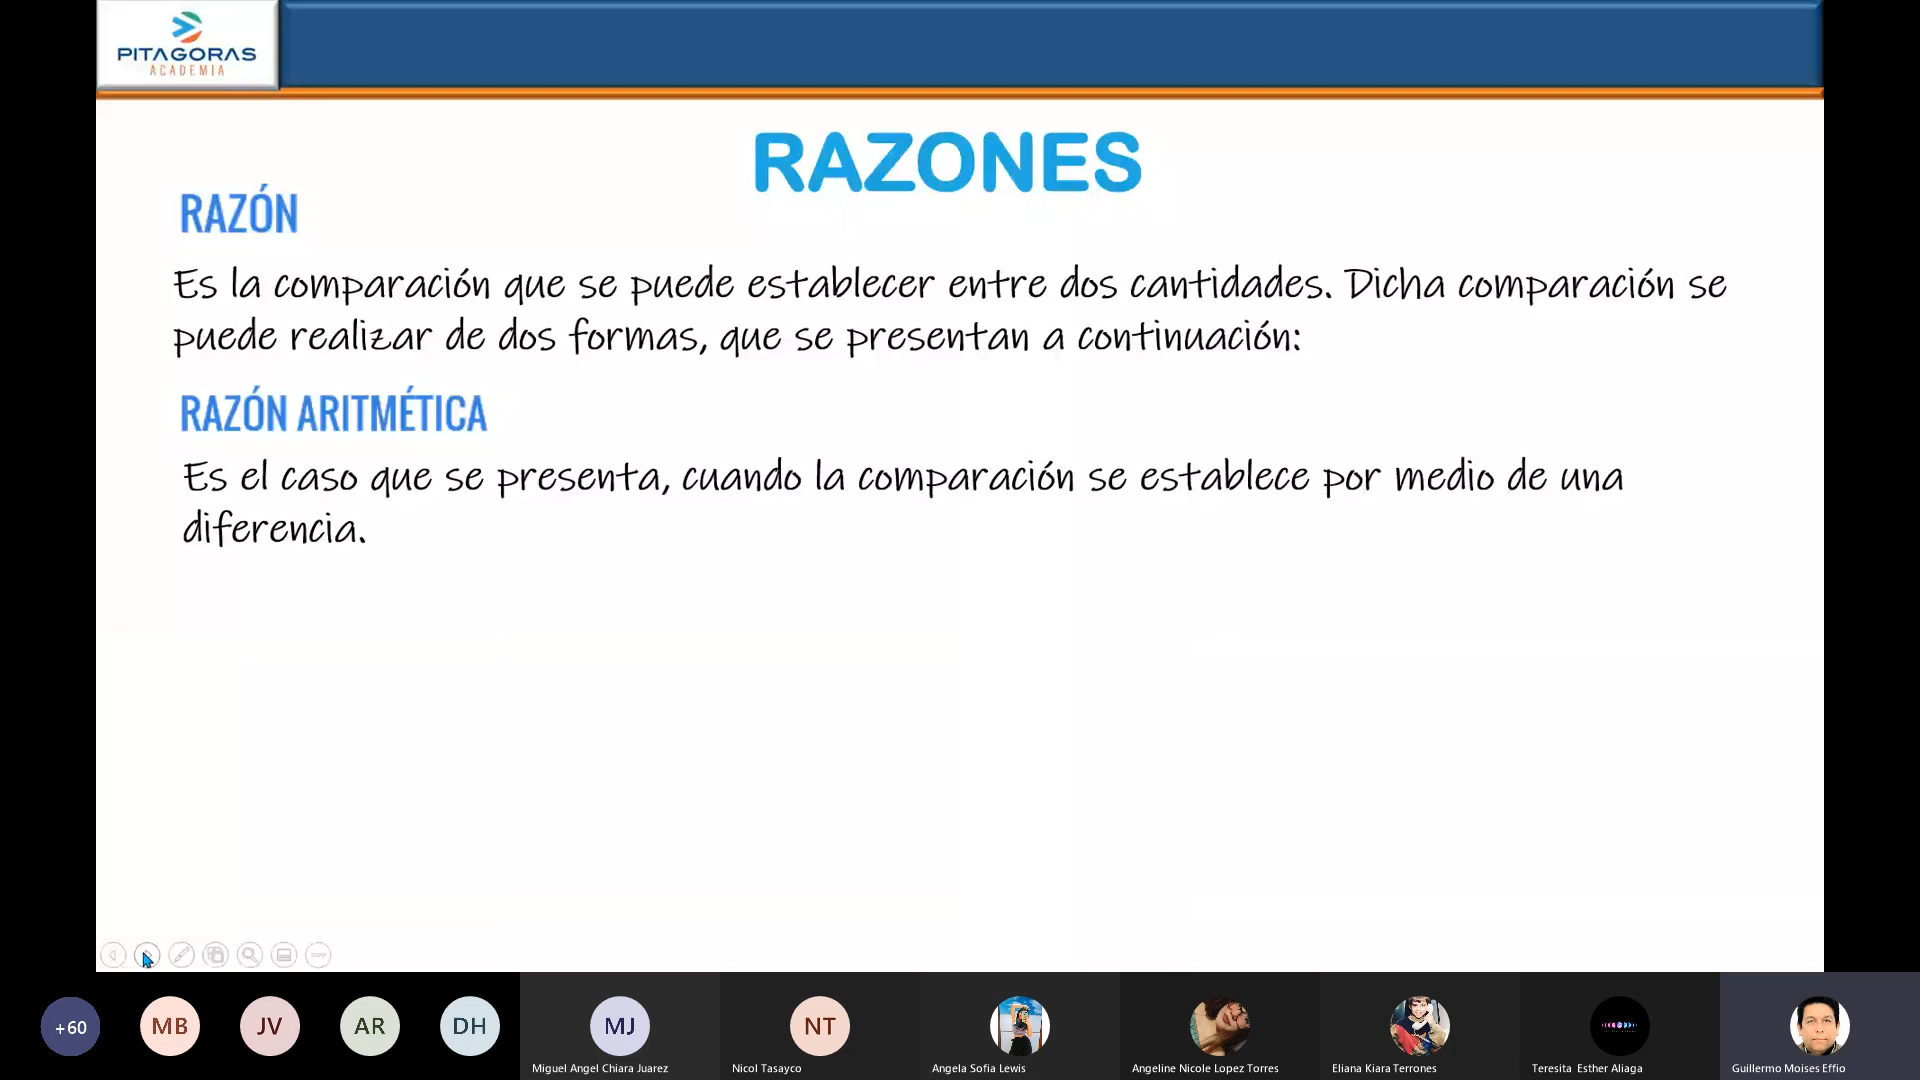 PITAGORAS
ACADEMIA
RAZONES
RAZÓN
Es la comparación que se puede establecer entre dos cantidades. Dicha comparación se
puede realizar de dos formas, que se presentan a continuación:
RAZÓN ARITMÉTICA
Es el caso que se presenta, cuando la comparación se establece por medio de una
diferencia.
+60
MB
JV
AR
DH
MJ
NT
Miguel Angel Chiara Juarez
Nicol Tasayco
Angela Sofia Lewis
Angeline Nicole Lopez Torres
Eliana Kiara Terrones
Teresita Esther Aliaga
Guillermo Moises Effio